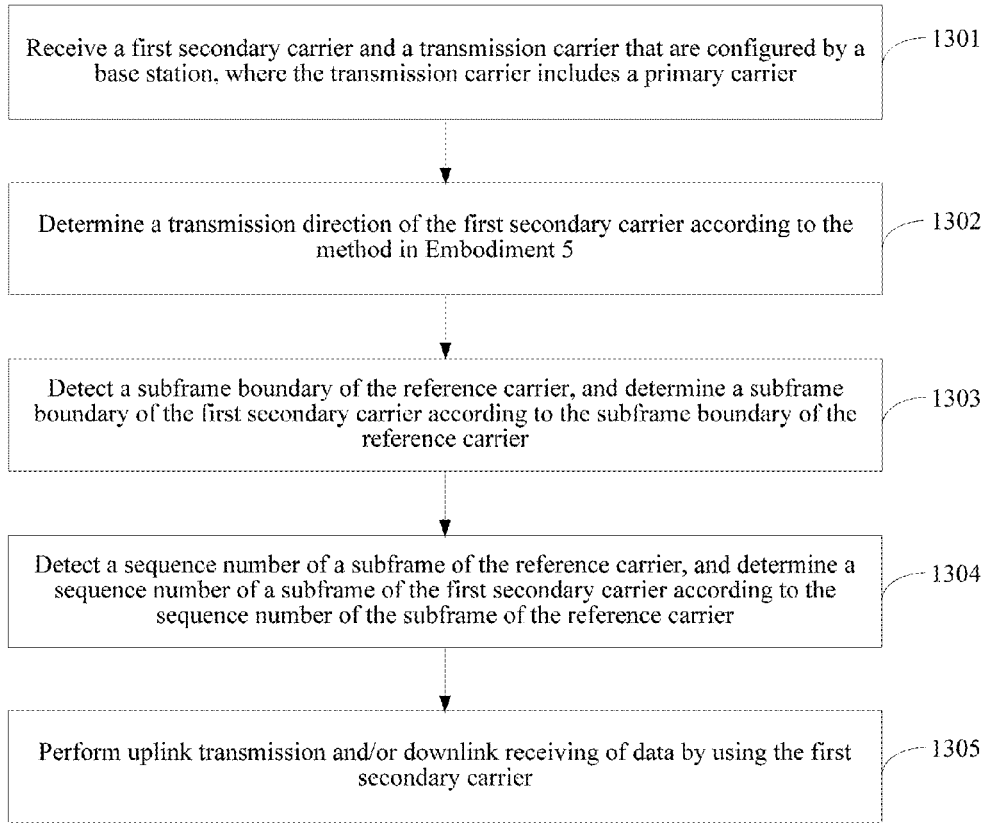 Receive a first secondary carrier and a transmission carrier that are configured by a
base station, where the transmission carrier includes a primary carrier
1301
Determine a transmission direction of the first secondary carrier according to the
method in Embodiment 5
1302
Detect a subframe boundary of the reference carrier, and determine a subframe
boundary of the first secondary carrier according to the subframe boundary of the
reference carrier
1303
Detect a sequence number of a subframe of the reference carrier, and determine a
sequence number of a subframe of the first secondary carrier according to the
sequence number of the subframe of the reference carrier
1304
Perform uplink transmission and/or downlink receiving of data by using the first
secondary carrier
1305